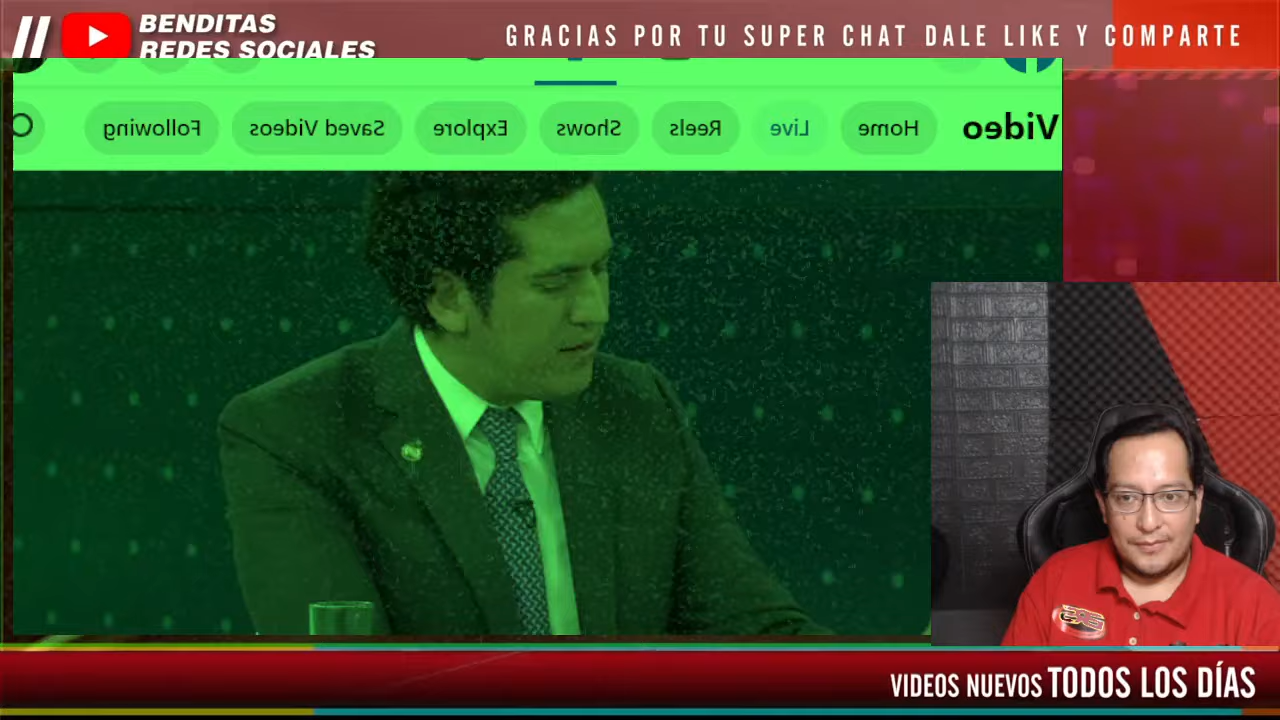 BENDITAS
REDES SOCIALES
GRACIAS POR TU SUPER CHAT DALE LIKE Y COMPARTE
Following Saved Videos Explore Shows Reels Live Home Video
VIDEOS NUEVOS TODOS LOS DÍAS